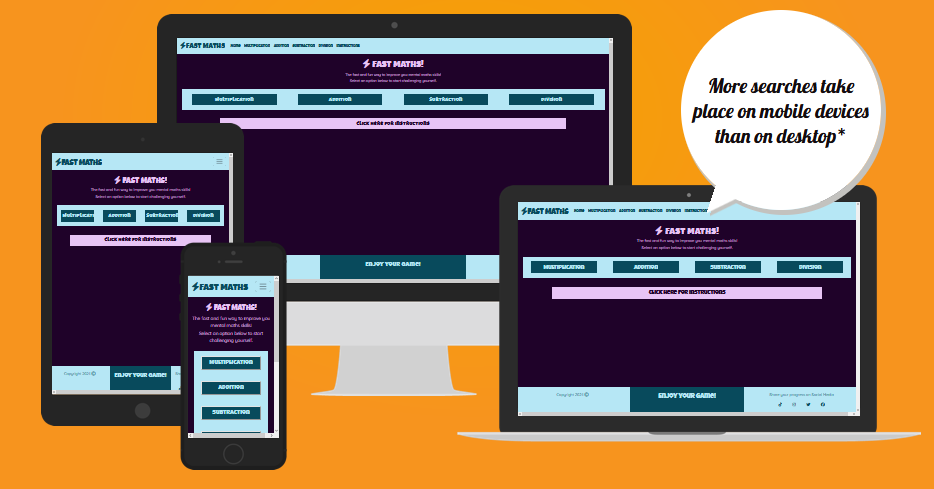 FAST MATHS HOME MULTIPLICATION ADDITION SUBTRACTION DIVISION INSTRUCTIONS
FAST MATHS!
The fast and fun way to improve your mental maths skills!
Select an option below to start challenging yourself.
MULTIPLICATION ADDITION SUBTRACTION DIVISION
CLICK HERE FOR INSTRUCTIONS
ENJOY YOUR GAME!
More searches take
place on mobile devices
than on desktop*
FAST MATHS
FAST MATHS!
The fast and fun way to improve your mental maths skills!
Select an option below to start challenging yourself.
MULTIPLICATION ADDITION SUBTRACTION DIVISION
CLICK HERE FOR INSTRUCTIONS
Copyright 2021 © ENJOY YOUR GAME!
FAST MATHS
FAST MATHS!
The fast and fun way to improve you
mental maths skills!
Select an option below to start
challenging yourself.
MULTIPLICATION
ADDITION
SUBTRACTION
FAST MATHS HOME MULTIPLICATION ADDITION SUBTRACTION DIVISION INSTRUCTIONS
FAST MATHS!
The fast and fun way to improve you mental maths skills!
Select an option below to start challenging yourself.
MULTIPLICATION ADDITION SUBTRACTION DIVISION
CLICK HERE FOR INSTRUCTIONS
Copyright 2021 © ENJOY YOUR GAME! Share your progress on Social Media